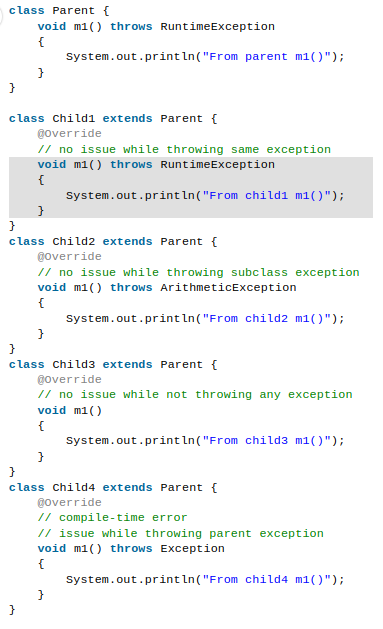 class Parent {
    void m1() throws RuntimeException
    {
        System.out.println("From parent m1()");
    }
}

class Child1 extends Parent {
    @Override
    // no issue while throwing same exception
    void m1() throws RuntimeException
    {
        System.out.println("From child1 m1()");
    }
}
class Child2 extends Parent {
    @Override
    // no issue while throwing subclass exception
    void m1() throws ArithmeticException
    {
        System.out.println("From child2 m1()");
    }
}
class Child3 extends Parent {
    @Override
    // no issue while not throwing any exception
    void m1()
    {
        System.out.println("From child3 m1()");
    }
}
class Child4 extends Parent {
    @Override
    // compile-time error
    // issue while throwing parent exception
    void m1() throws Exception
    {
        System.out.println("From child4 m1()");
    }
}